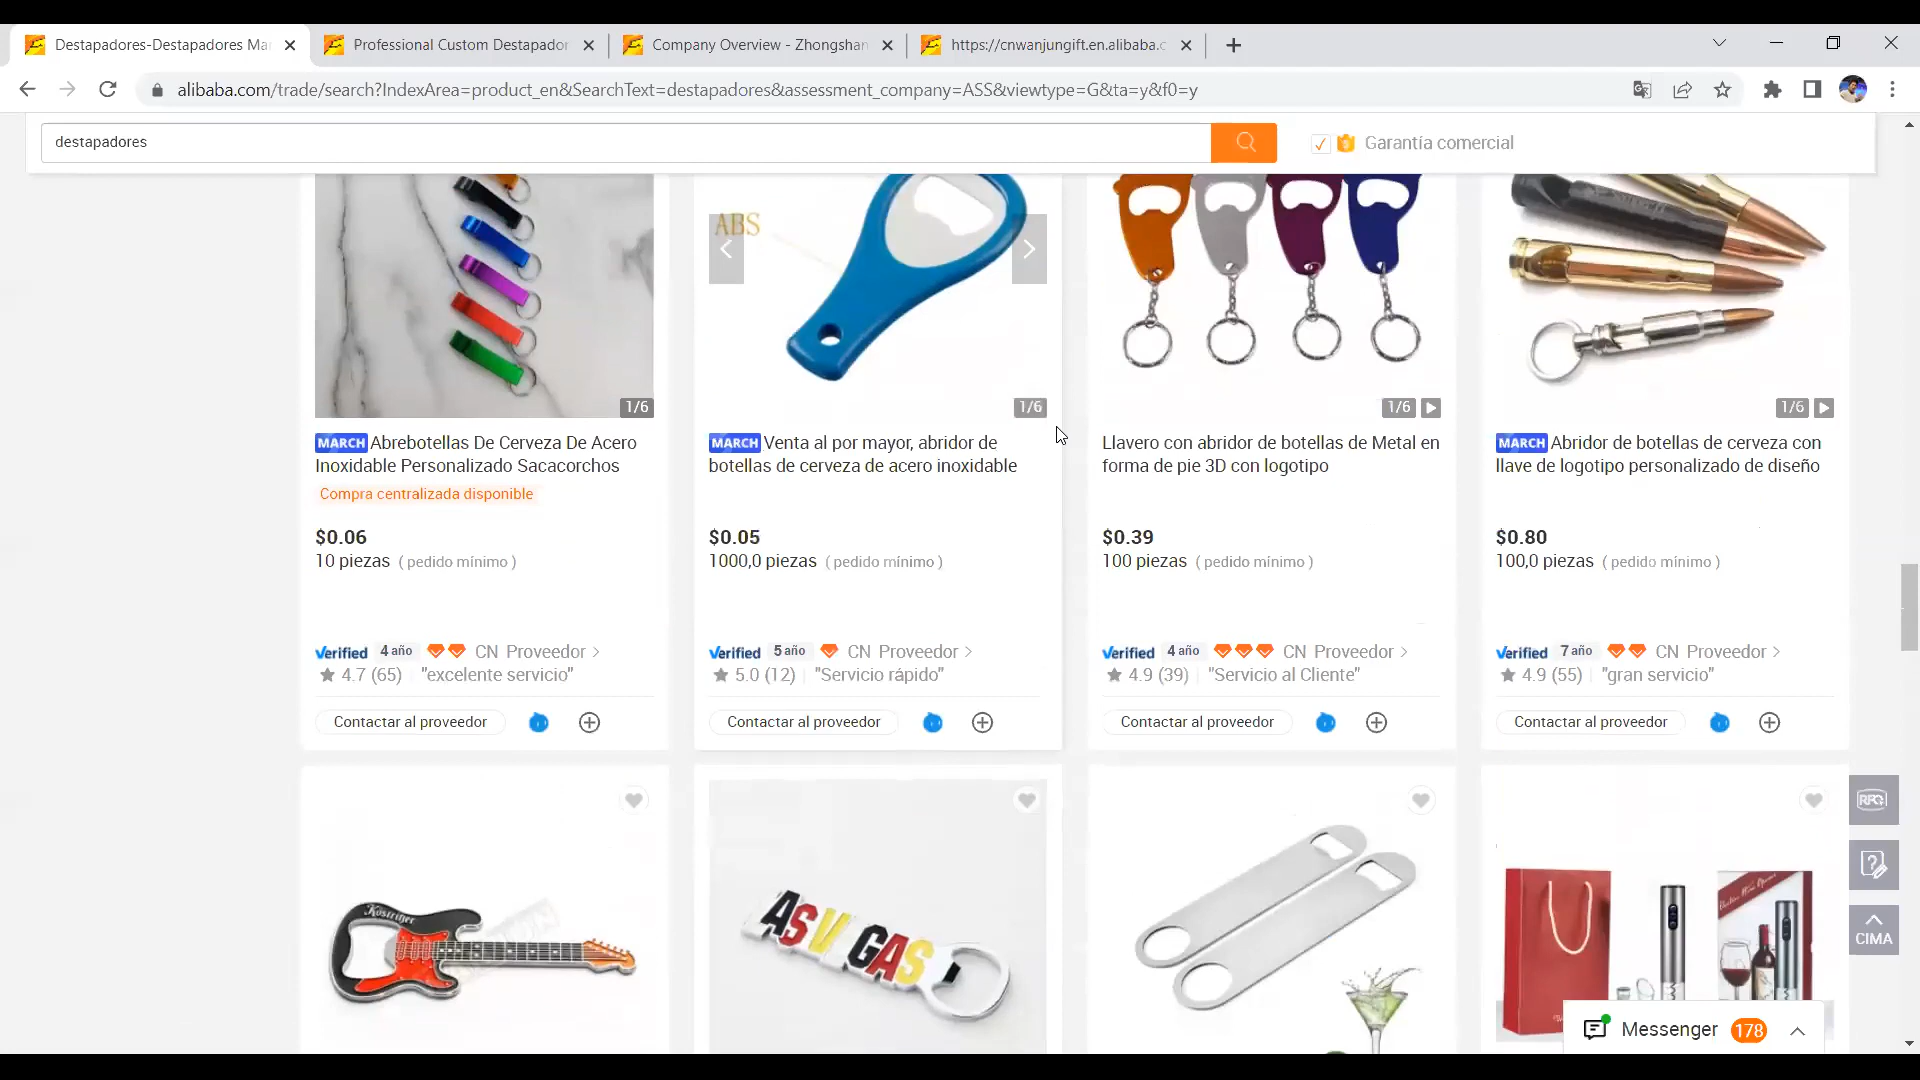 Destapadores-Destapadores Ma
Professional Custom Destapador
Company Overview - Zhongshan
https://cnwanjungift.en.alibaba.c
alibaba.com/trade/search?IndexArea=product_en&SearchText=destapadores&assessment_company=ASS&viewtype=G&ta=y&f0=y
destapadores
Garantía comercial
ABS
1/6
1/6
1/6
1/6
MARCH Abrebotellas De Cerveza De Acero
Inoxidable Personalizado Sacacorchos
Compra centralizada disponible
$0.06
10 piezas ( pedido mínimo )
Verified 4 año CN Proveedor >
4.7 (65) "excelente servicio"
Contactar al proveedor
MARCH Venta al por mayor, abridor de
botellas de cerveza de acero inoxidable
$0.05
1000,0 piezas ( pedido mínimo )
Verified 5 año CN Proveedor >
5.0 (12) "Servicio rápido"
Contactar al proveedor
Llavero con abridor de botellas de Metal en
forma de pie 3D con logotipo
$0.39
100 piezas ( pedido mínimo )
Verified 4 año CN Proveedor >
4.9 (39) "Servicio al Cliente"
Contactar al proveedor
MARCH Abridor de botellas de cerveza con
llave de logotipo personalizado de diseño
$0.80
100,0 piezas ( pedido mínimo )
Verified 7 año CN Proveedor >
4.9 (55) "gran servicio"
Contactar al proveedor
RFQ
CIMA
Köstritzer
ASV GAS
Messenger 178